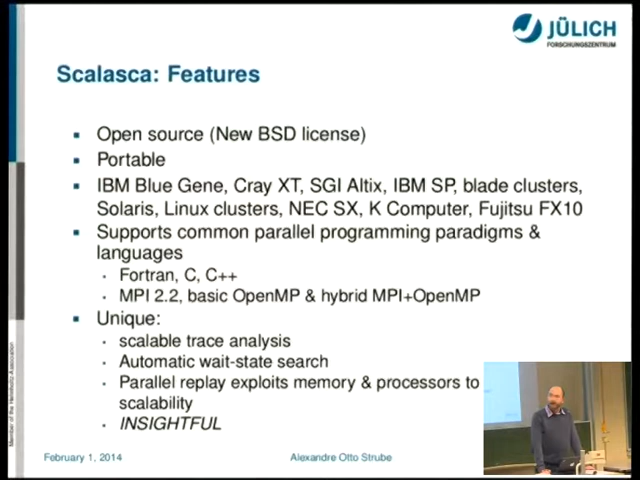 JÜLICH
FORSCHUNGSZENTRUM
Scalasca: Features
Open source (New BSD license)
Portable
IBM Blue Gene, Cray XT, SGI Altix, IBM SP, blade clusters,
Solaris, Linux clusters, NEC SX, K Computer, Fujitsu FX10
Supports common parallel programming paradigms &
languages
Fortran, C, C++
MPI 2.2, basic OpenMP & hybrid MPI+OpenMP
Unique:
scalable trace analysis
Automatic wait-state search
Parallel replay exploits memory & processors to
scalability
INSIGHTFUL
Member of the Helmholtz Association
February 1, 2014
Alexandre Otto Strube